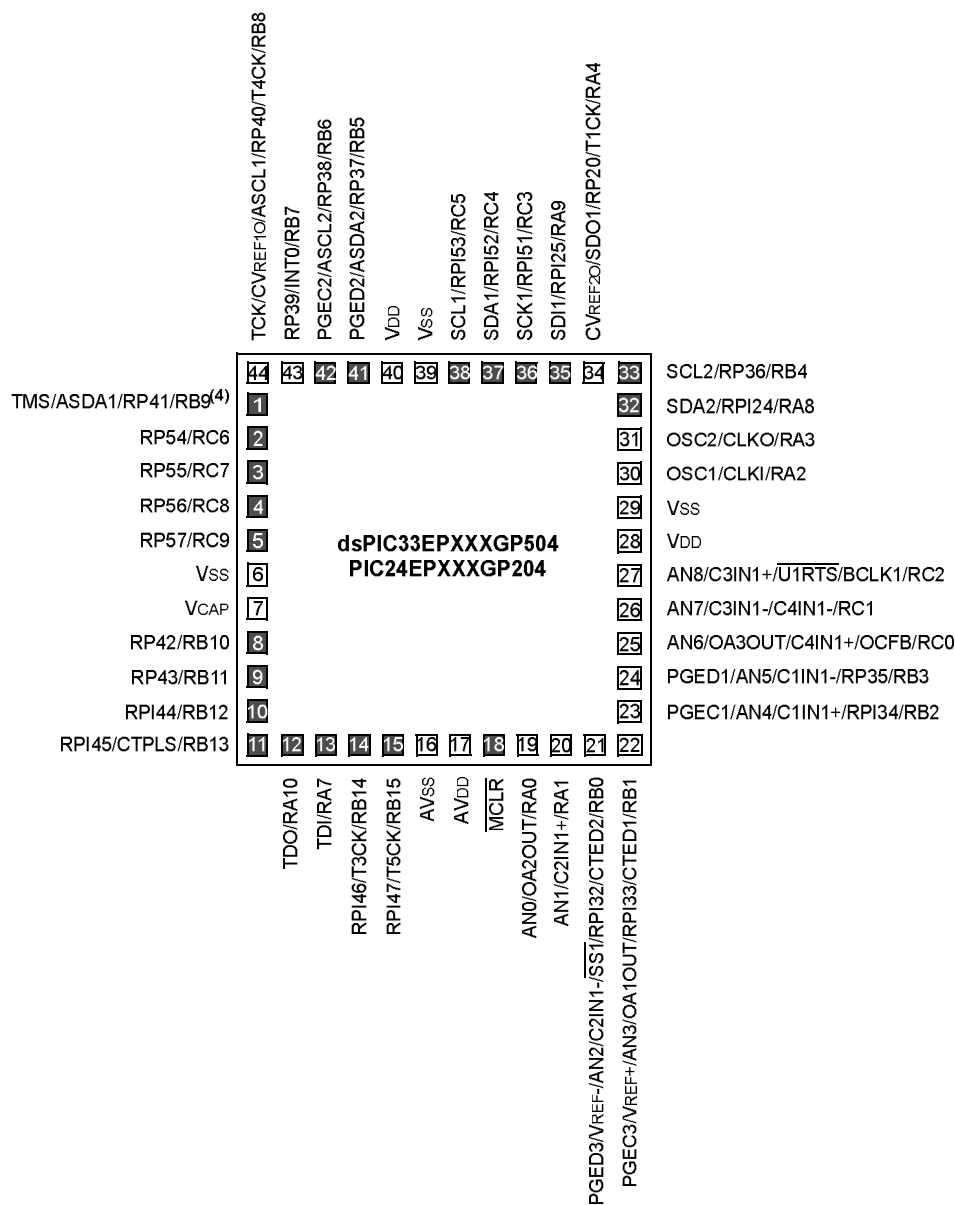 TCK/CVREF1O/ASCL1/RP40/T4CK/RB8
RP39/INT0/RB7
PGEC2/ASCL2/RP38/RB6
PGED2/ASDA2/RP37/RB5
VDD
VSS
SCL1/RPI53/RC5
SDA1/RPI52/RC4
SCK1/RPI51/RC3
SDI1/RPI25/RA9
CVREF2O/SDO1/RP20/T1CK/RA4
44 43 42 41 40 39 38 37 36 35 34 33 SCL2/RP36/RB4
TMS/ASDA1/RP41/RB9(4) 1 32 SDA2/RPI24/RA8
RP54/RC6 2 31 OSC2/CLKO/RA3
RP55/RC7 3 30 OSC1/CLKI/RA2
RP56/RC8 4 29 VSS
RP57/RC9 5 dsPIC33EPXXXGP504 28 VDD
VSS 6 PIC24EPXXXGP204 27 AN8/C3IN1+/U1RTS/BCLK1/RC2
VCAP 7 26 AN7/C3IN1-/C4IN1-/RC1
RP42/RB10 8 25 AN6/OA3OUT/C4IN1+/OCFB/RC0
RP43/RB11 9 24 PGED1/AN5/C1IN1-/RP35/RB3
RPI44/RB12 10 23 PGEC1/AN4/C1IN1+/RPI34/RB2
RPI45/CTPLS/RB13 11 12 13 14 15 16 17 18 19 20 21 22
TDO/RA10
TDI/RA7
RPI46/T3CK/RB14
RPI47/T5CK/RB15
AVSS
AVDD
MCLR
AN0/OA2OUT/RA0
AN1/C2IN1+/RA1
PGED3/VREF-/AN2/C2IN1-/SS1/RPI32/CTED2/RB0
PGEC3/VREF+/AN3/OA1OUT/RPI33/CTED1/RB1